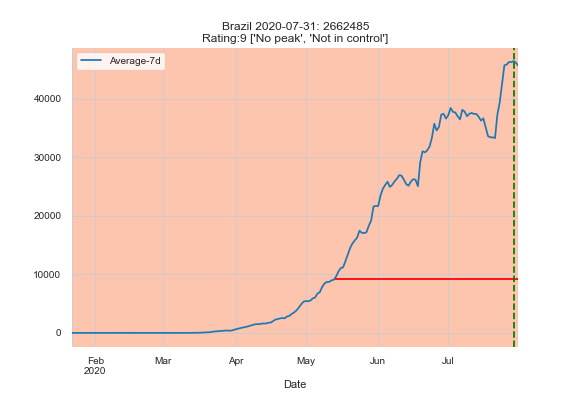 Brazil 2020-07-31: 2662485
Rating:9 ['No peak', 'Not in control']
Average-7d
40000
30000
20000
10000
0
Feb Mar Apr May Jun Jul
2020
Date